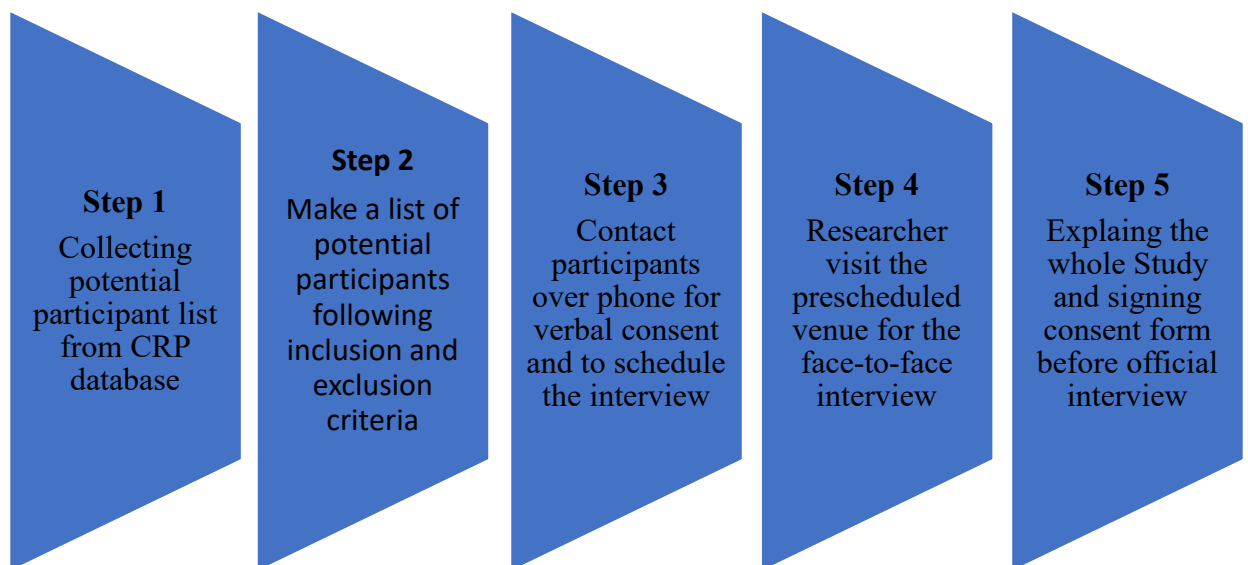 Step 1
Collecting
potential
participant list
from CRP
database
Step 2
Make a list of
potential
participants
following
inclusion and
exclusion
criteria
Step 3
Contact
participants
over phone for
verbal consent
and to schedule
the interview
Step 4
Researcher
visit the
prescheduled
venue for the
face-to-face
interview
Step 5
Explaing the
whole Study
and signing
consent form
before official
interview